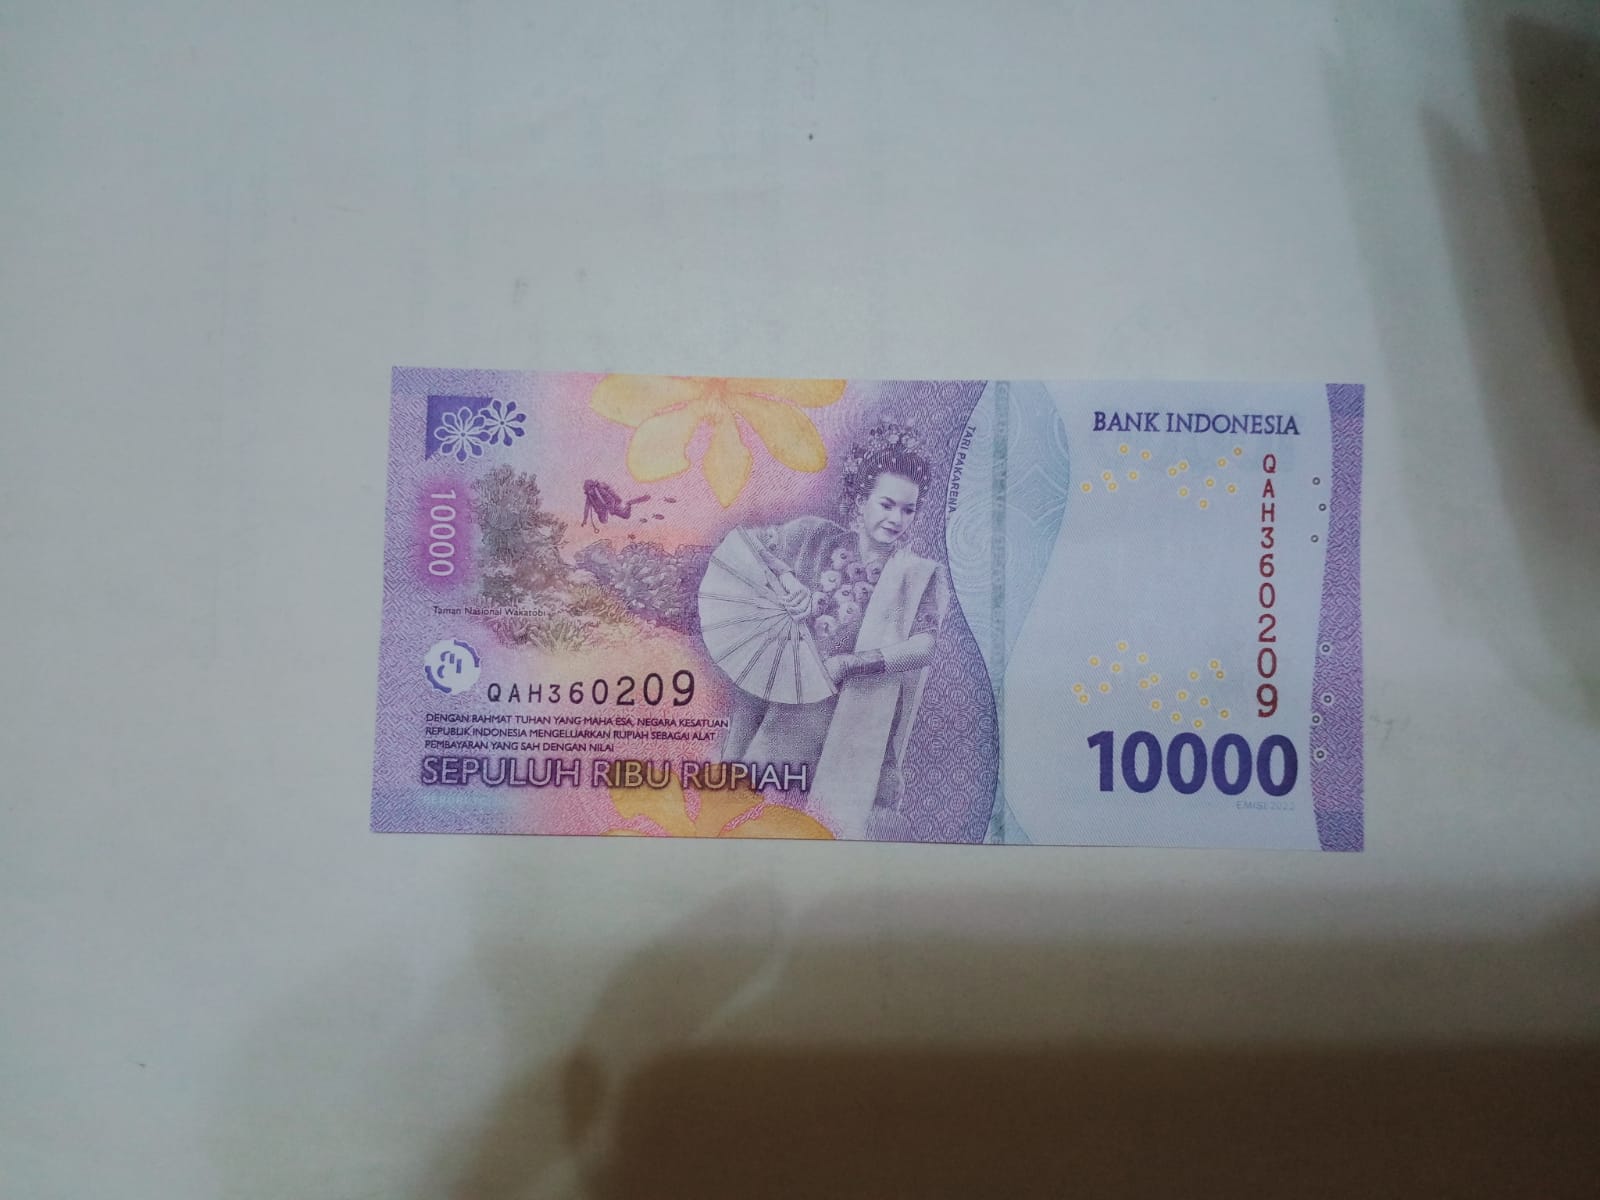 BANK INDONESIA
QAH360209
TARI PAKARENA
10000
Taman Nasional Wakatobi
QAH360209
DENGAN RAHMAT TUHAN YANG MAHA ESA, NEGARA KESATUAN
REPUBLIK INDONESIA MENGELUARKAN RUPIAH SEBAGAI ALAT
PEMBAYARAN YANG SAH DENGAN NILAI
SEPULUH RIBU RUPIAH
10000
EMISI 2022